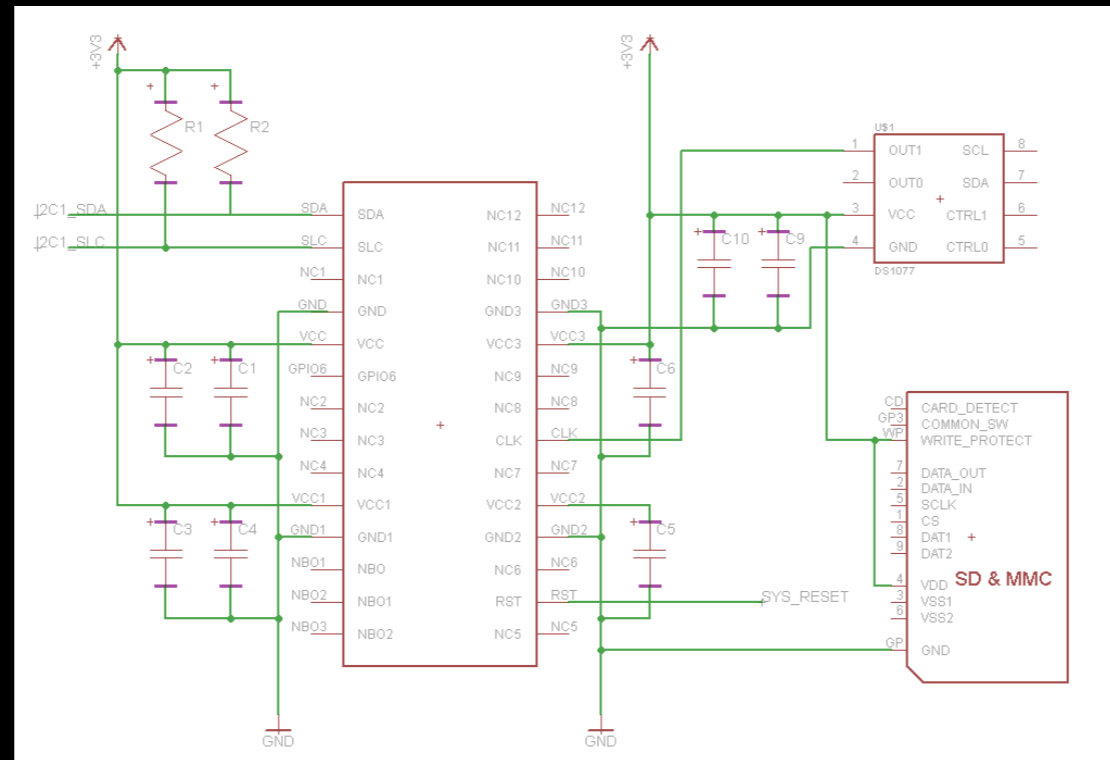 +3V3
R1
R2
I2C1_SDA
I2C1_SLC
SDA
SLC
NC1
GND
VCC
GPIO6
NC2
NC3
NC4
VCC1
GND1
NBO1
NBO2
NBO3
SDA
SLC
NC1
GND
VCC
GPIO6
NC2
NC3
NC4
VCC1
GND1
NBO
NBO1
NBO2
C2
C1
C3
C4
GND
NC12
NC11
NC10
GND3
VCC3
NC9
NC8
CLK
NC7
VCC2
GND2
NC6
RST
NC5
NC12
NC11
NC10
GND3
VCC3
NC9
NC8
CLK
NC7
VCC2
GND2
NC6
RST
NC5
+3V3
C10
C9
C6
C5
SYS_RESET
GND
U$1
1 OUT1 SCL 8
2 OUT0 SDA 7
3 VCC CTRL1 6
4 GND CTRL0 5
DS1077
CD CARD_DETECT
GP3 COMMON_SW
WP WRITE_PROTECT
7 DATA_OUT
2 DATA_IN
5 SCLK
1 CS
8 DAT1
9 DAT2
SD & MMC
4 VDD
3 VSS1
6 VSS2
GP GND